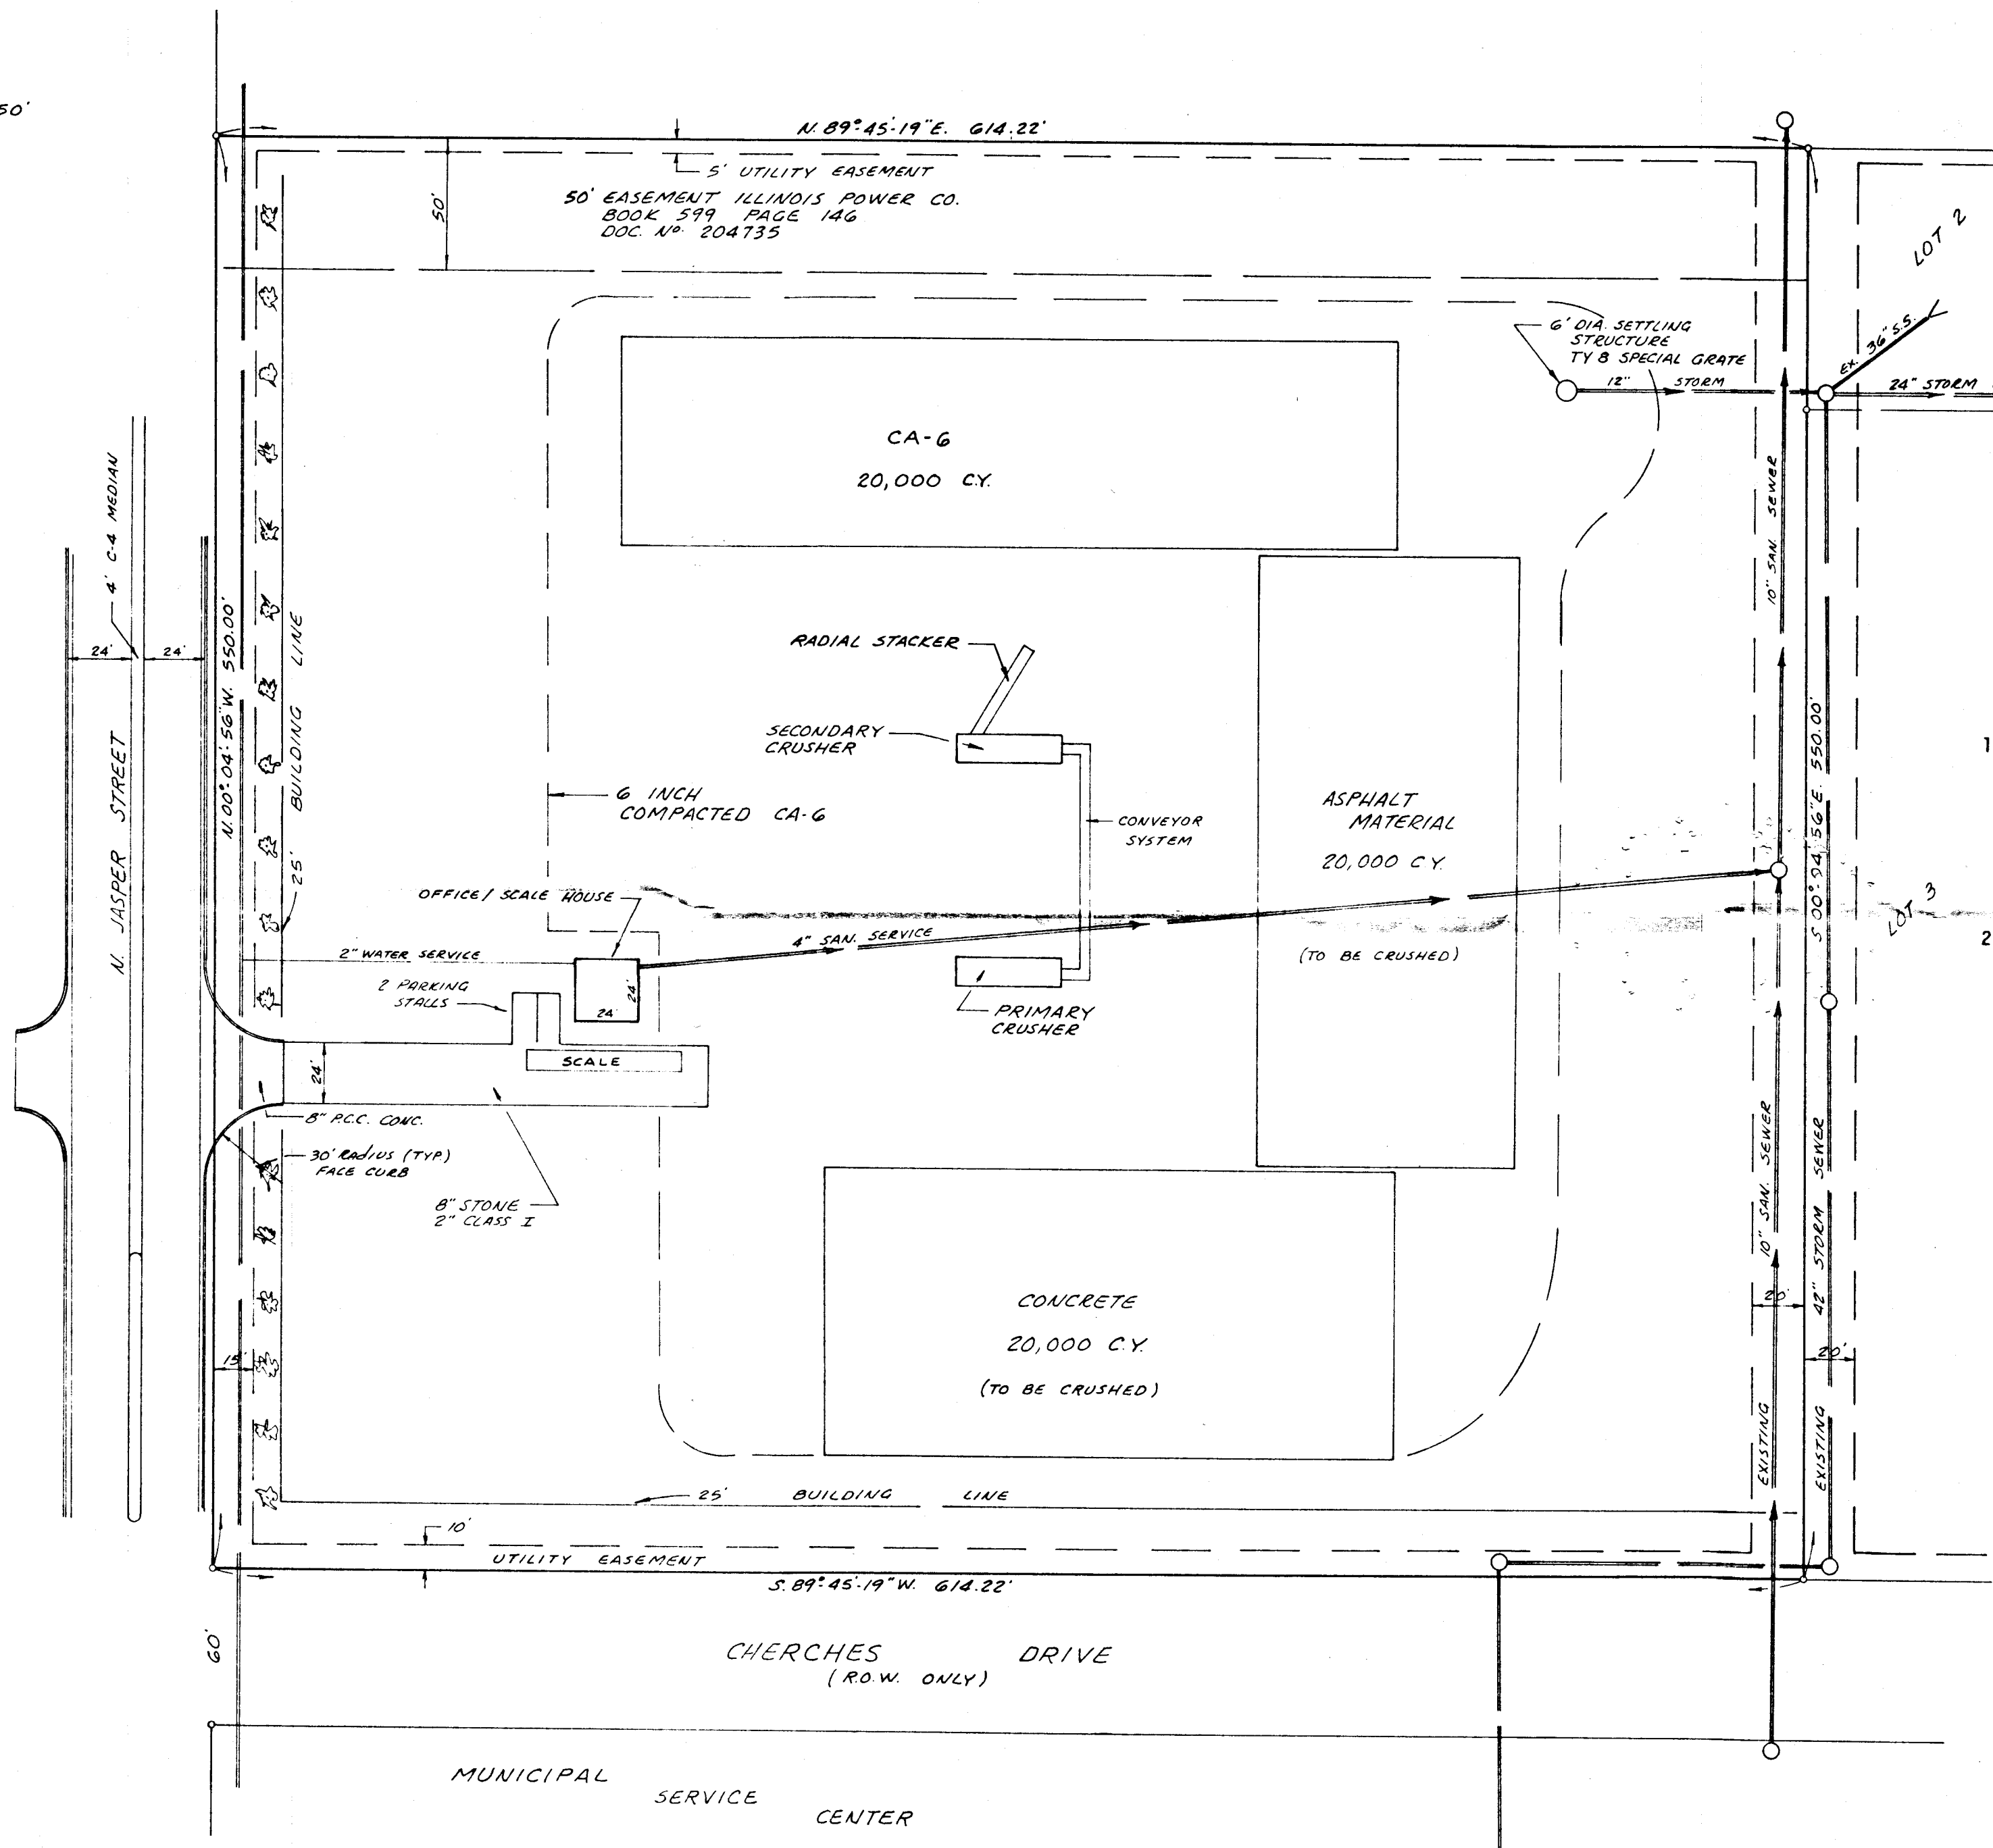 50'
N. 89°-45'-19"E. 614.22'
5' UTILITY EASEMENT
50' EASEMENT ILLINOIS POWER CO.
BOOK 599 PAGE 146
DOC. Nº. 204735
50'
LOT 2
6' DIA. SETTLING
STRUCTURE
TY 8 SPECIAL GRATE
12" STORM
EX. 36" S.S.
24" STORM
CA-6
20,000 C.Y.
10" SAN. SEWER
4' C-4 MEDIAN
24'
24'
N. 00°-04'-56"W. 550.00'
25' BUILDING LINE
N. JASPER STREET
RADIAL STACKER
SECONDARY
CRUSHER
6 INCH
COMPACTED CA-6
CONVEYOR
SYSTEM
ASPHALT
MATERIAL
20,000 C.Y.
(TO BE CRUSHED)
S 00°-04'-56"E. 550.00'
1
2
LOT 3
OFFICE / SCALE HOUSE
4" SAN. SERVICE
2" WATER SERVICE
2 PARKING
STALLS
24'
24'
PRIMARY
CRUSHER
SCALE
24'
8" P.C.C. CONC.
30' RADIUS (TYP.)
FACE CURB
8" STONE
2" CLASS I
CONCRETE
20,000 C.Y.
(TO BE CRUSHED)
EXISTING 10" SAN. SEWER
EXISTING 42" STORM SEWER
20'
20'
15'
25' BUILDING LINE
10'
UTILITY EASEMENT
S. 89°-45'-19"W. 614.22'
60'
CHERCHES DRIVE
(R.O.W. ONLY)
MUNICIPAL
SERVICE
CENTER